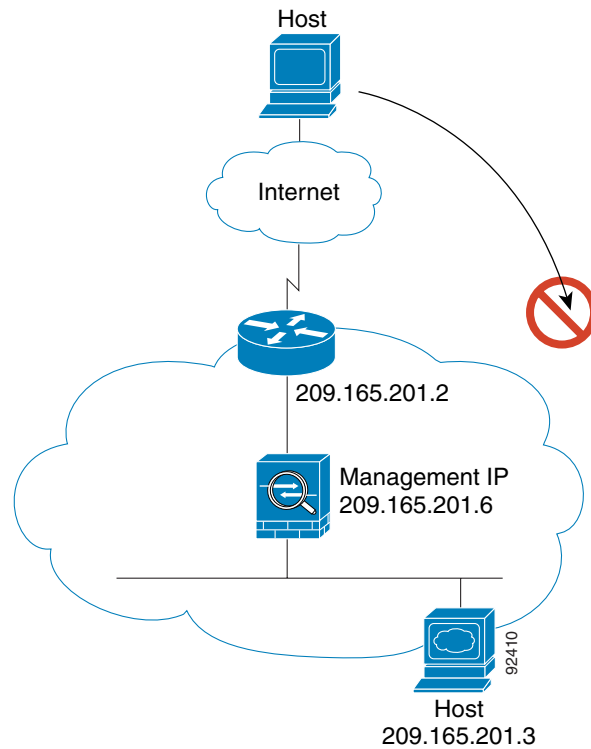 Host
Internet
209.165.201.2
Management IP
209.165.201.6
92410
Host
209.165.201.3